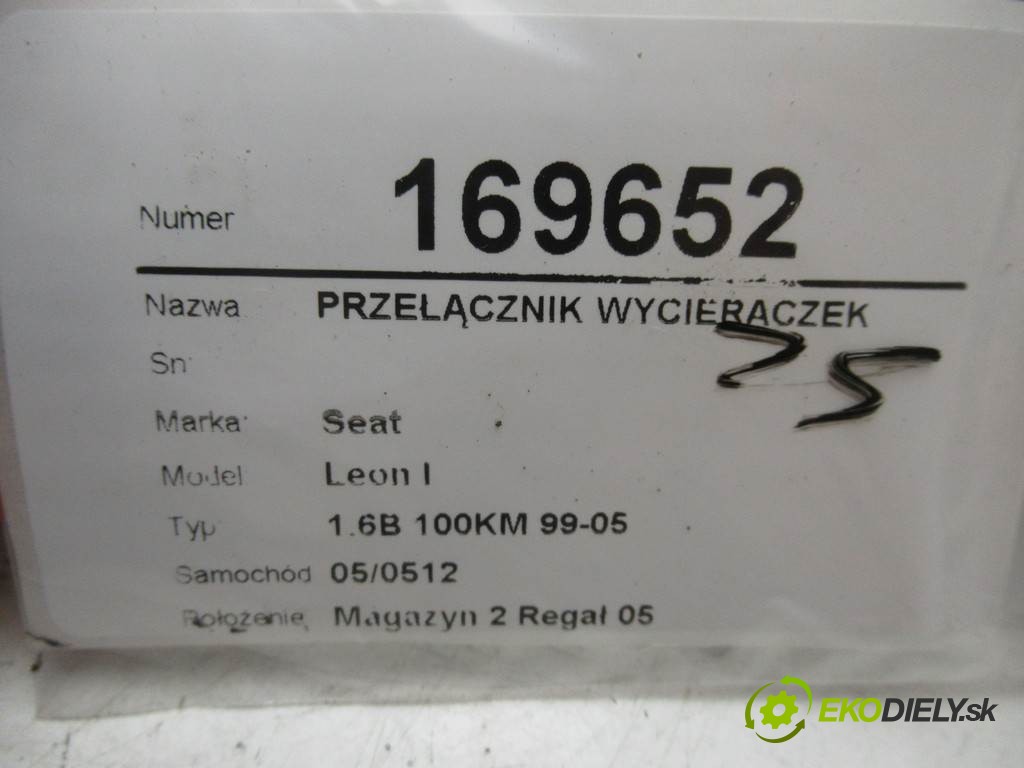 Numer 169652
Nazwa PRZEŁĄCZNIK WYCIERACZEK
Sn
25
Marka Seat
Model Leon I
Typ 1.6B 100KM 99-05
Samochód 05/0512
Położenie Magazyn 2 Regał 05
EKODIELY.sk